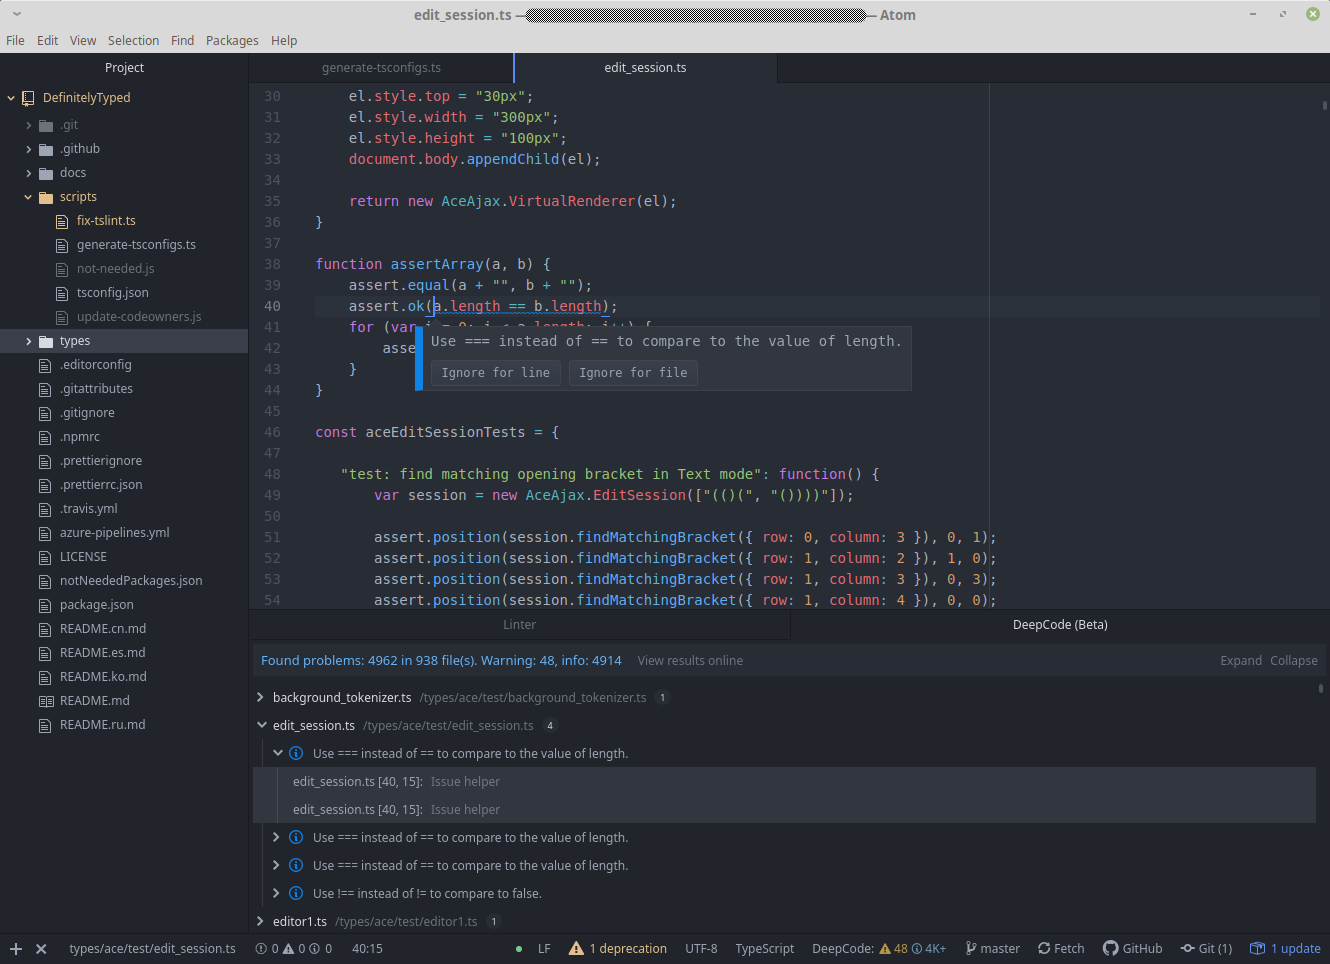 edit_session.ts — — Atom
File Edit View Selection Find Packages Help
Project
DefinitelyTyped
.git
.github
docs
scripts
fix-tslint.ts
generate-tsconfigs.ts
not-needed.js
tsconfig.json
update-codeowners.js
types
.editorconfig
.gitattributes
.gitignore
.npmrc
.prettierignore
.prettierrc.json
.travis.yml
azure-pipelines.yml
LICENSE
notNeededPackages.json
package.json
README.cn.md
README.es.md
README.ko.md
README.md
README.ru.md
generate-tsconfigs.ts edit_session.ts
30 el.style.top = "30px";
31 el.style.width = "300px";
32 el.style.height = "100px";
33 document.body.appendChild(el);
34
35 return new AceAjax.VirtualRenderer(el);
36 }
37
38 function assertArray(a, b) {
39 assert.equal(a + "", b + "");
40 assert.ok(a.length == b.length);
41 for (var i = 0; i < a.length; i++) {
42 asse
43 }
44 }
Use === instead of == to compare to the value of length.
Ignore for line Ignore for file
45
46 const aceEditSessionTests = {
47
48 "test: find matching opening bracket in Text mode": function() {
49 var session = new AceAjax.EditSession(["(()(", "())))"]);
50
51 assert.position(session.findMatchingBracket({ row: 0, column: 3 }), 0, 1);
52 assert.position(session.findMatchingBracket({ row: 1, column: 2 }), 1, 0);
53 assert.position(session.findMatchingBracket({ row: 1, column: 3 }), 0, 3);
54 assert.position(session.findMatchingBracket({ row: 1, column: 4 }), 0, 0);
Linter DeepCode (Beta)
Found problems: 4962 in 938 file(s). Warning: 48, info: 4914 View results online Expand Collapse
background_tokenizer.ts /types/ace/test/background_tokenizer.ts 1
edit_session.ts /types/ace/test/edit_session.ts 4
Use === instead of == to compare to the value of length.
edit_session.ts [40, 15]: Issue helper
edit_session.ts [40, 15]: Issue helper
Use === instead of == to compare to the value of length.
Use === instead of == to compare to the value of length.
Use !== instead of != to compare to false.
editor1.ts /types/ace/test/editor1.ts 1
types/ace/test/edit_session.ts 0 0 0 40:15 LF 1 deprecation UTF-8 TypeScript DeepCode: 48 4K+ master Fetch GitHub Git (1) 1 update